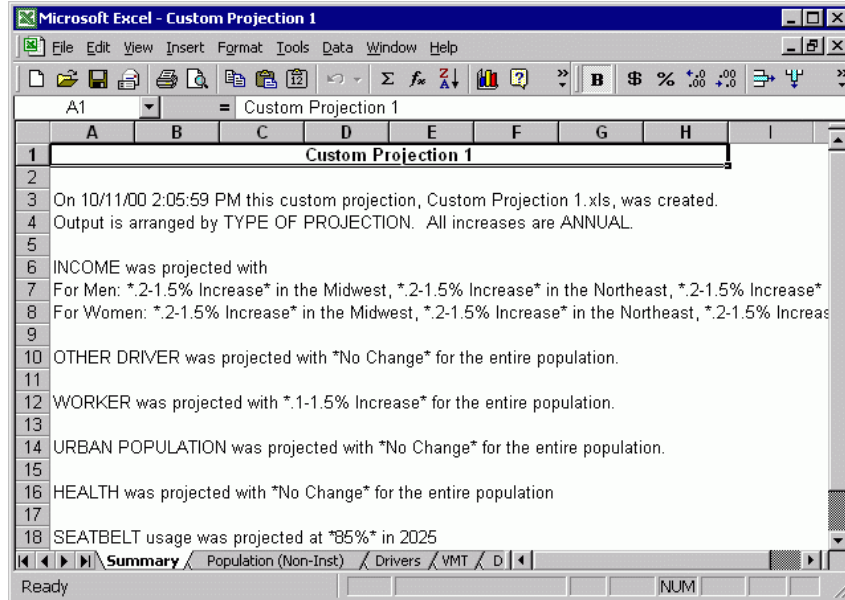 Microsoft Excel - Custom Projection 1
File Edit View Insert Format Tools Data Window Help
Σ fx B $ %
A1 = Custom Projection 1
A B C D E F G H I
1 Custom Projection 1
2
3 On 10/11/00 2:05:59 PM this custom projection, Custom Projection 1.xls, was created.
4 Output is arranged by TYPE OF PROJECTION. All increases are ANNUAL.
5
6 INCOME was projected with
7 For Men: *.2-1.5% Increase* in the Midwest, *.2-1.5% Increase* in the Northeast, *.2-1.5% Increase*
8 For Women: *.2-1.5% Increase* in the Midwest, *.2-1.5% Increase* in the Northeast, *.2-1.5% Increas
9
10 OTHER DRIVER was projected with *No Change* for the entire population.
11
12 WORKER was projected with *.1-1.5% Increase* for the entire population.
13
14 URBAN POPULATION was projected with *No Change* for the entire population.
15
16 HEALTH was projected with *No Change* for the entire population
17
18 SEATBELT usage was projected at *85%* in 2025
Summary Population (Non-Inst) Drivers VMT D
Ready NUM